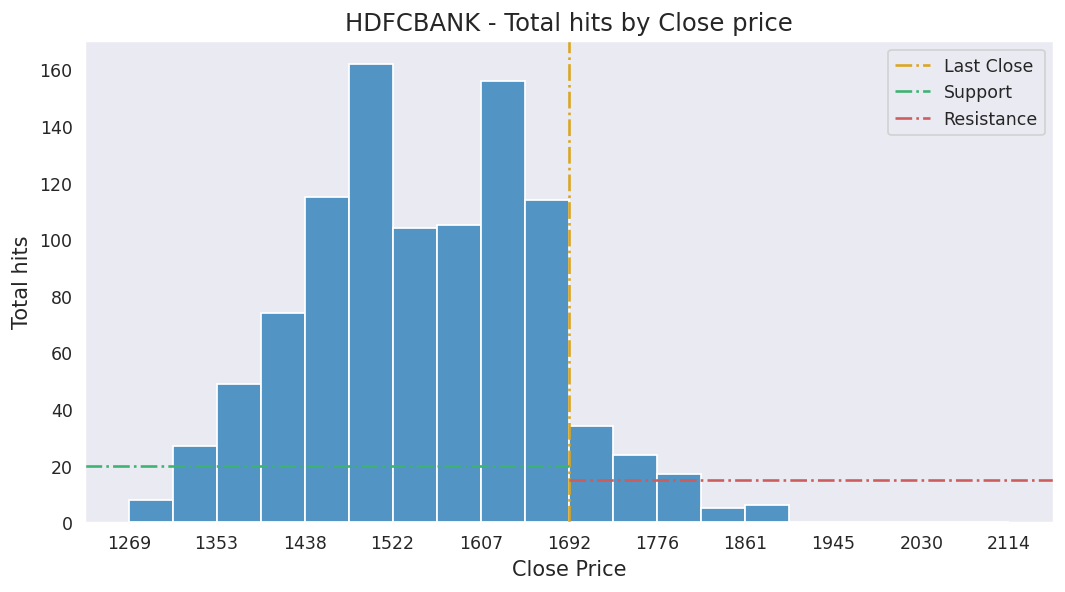 HDFCBANK - Total hits by Close price
Last Close
Support
Resistance
Total hits
160
140
120
100
80
60
40
20
0
1269 1353 1438 1522 1607 1692 1776 1861 1945 2030 2114
Close Price